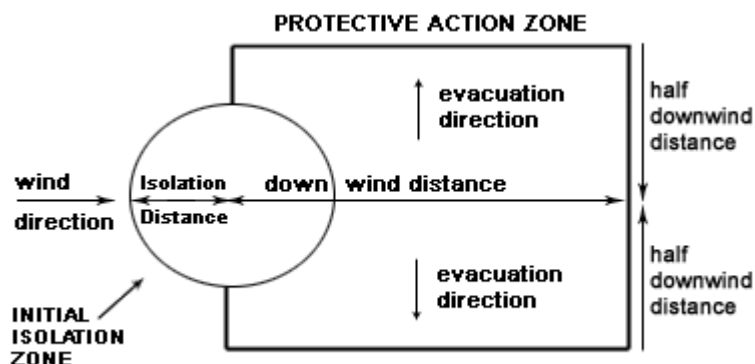 PROTECTIVE ACTION ZONE
evacuation
direction
half
downwind
distance
wind
direction
Isolation
Distance
down wind distance
evacuation
direction
half
downwind
distance
INITIAL
ISOLATION
ZONE